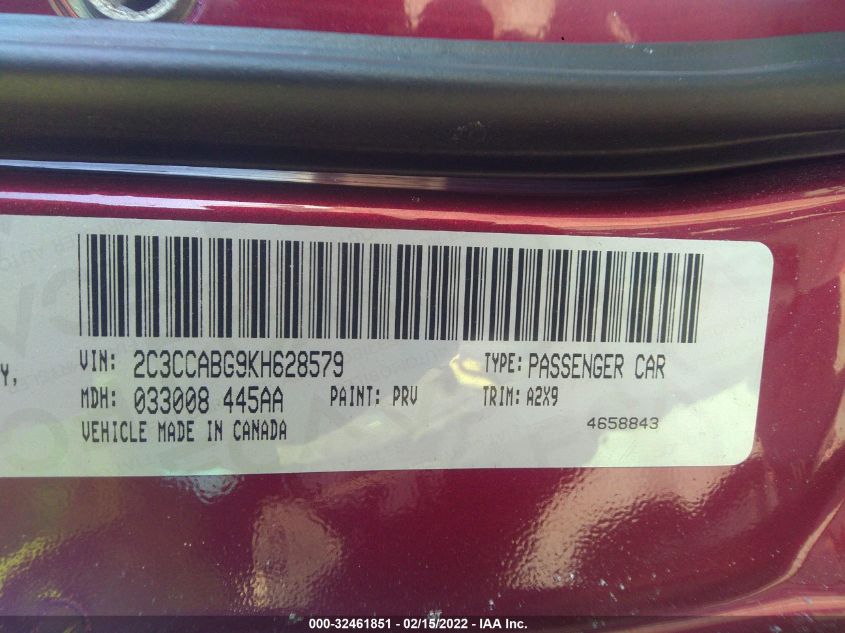 VIN: 2C3CCABG9KH628579 TYPE: PASSENGER CAR
Y,
MDH: 033008 445AA PAINT: PRV TRIM: A2X9
VEHICLE MADE IN CANADA 4658843
000-32461851 - 02/15/2022 - IAA Inc.